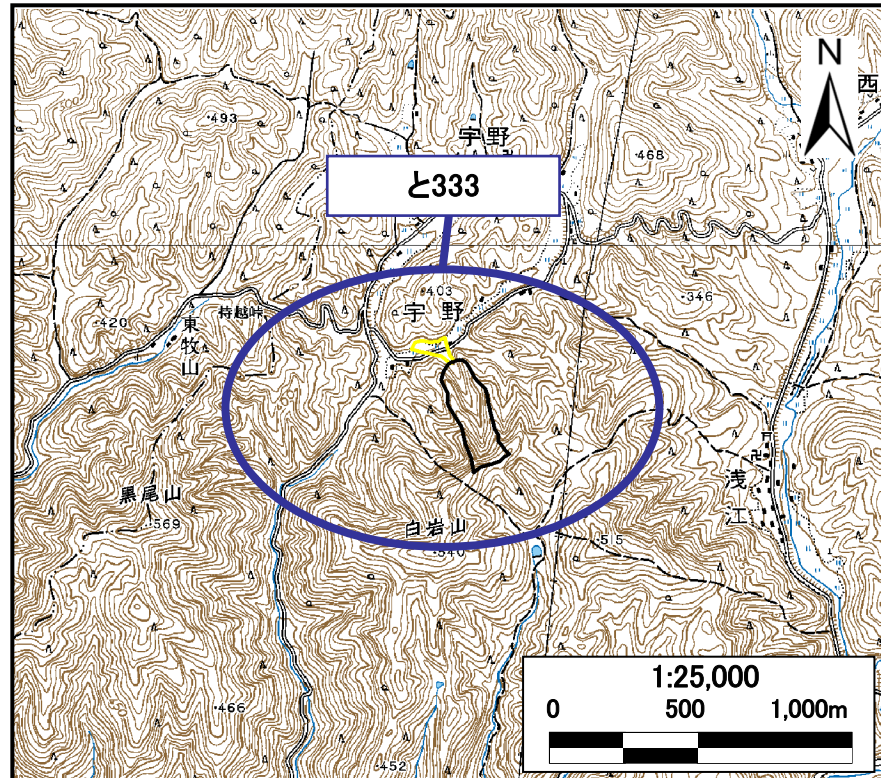 N
西
・493
宇野
・468
と333
・403
・346
宇野
持越峠
・420
東牧山
浅江
黒尾山
・569
白岩山
・540
・515
1:25,000
0 500 1,000m
・466
・452